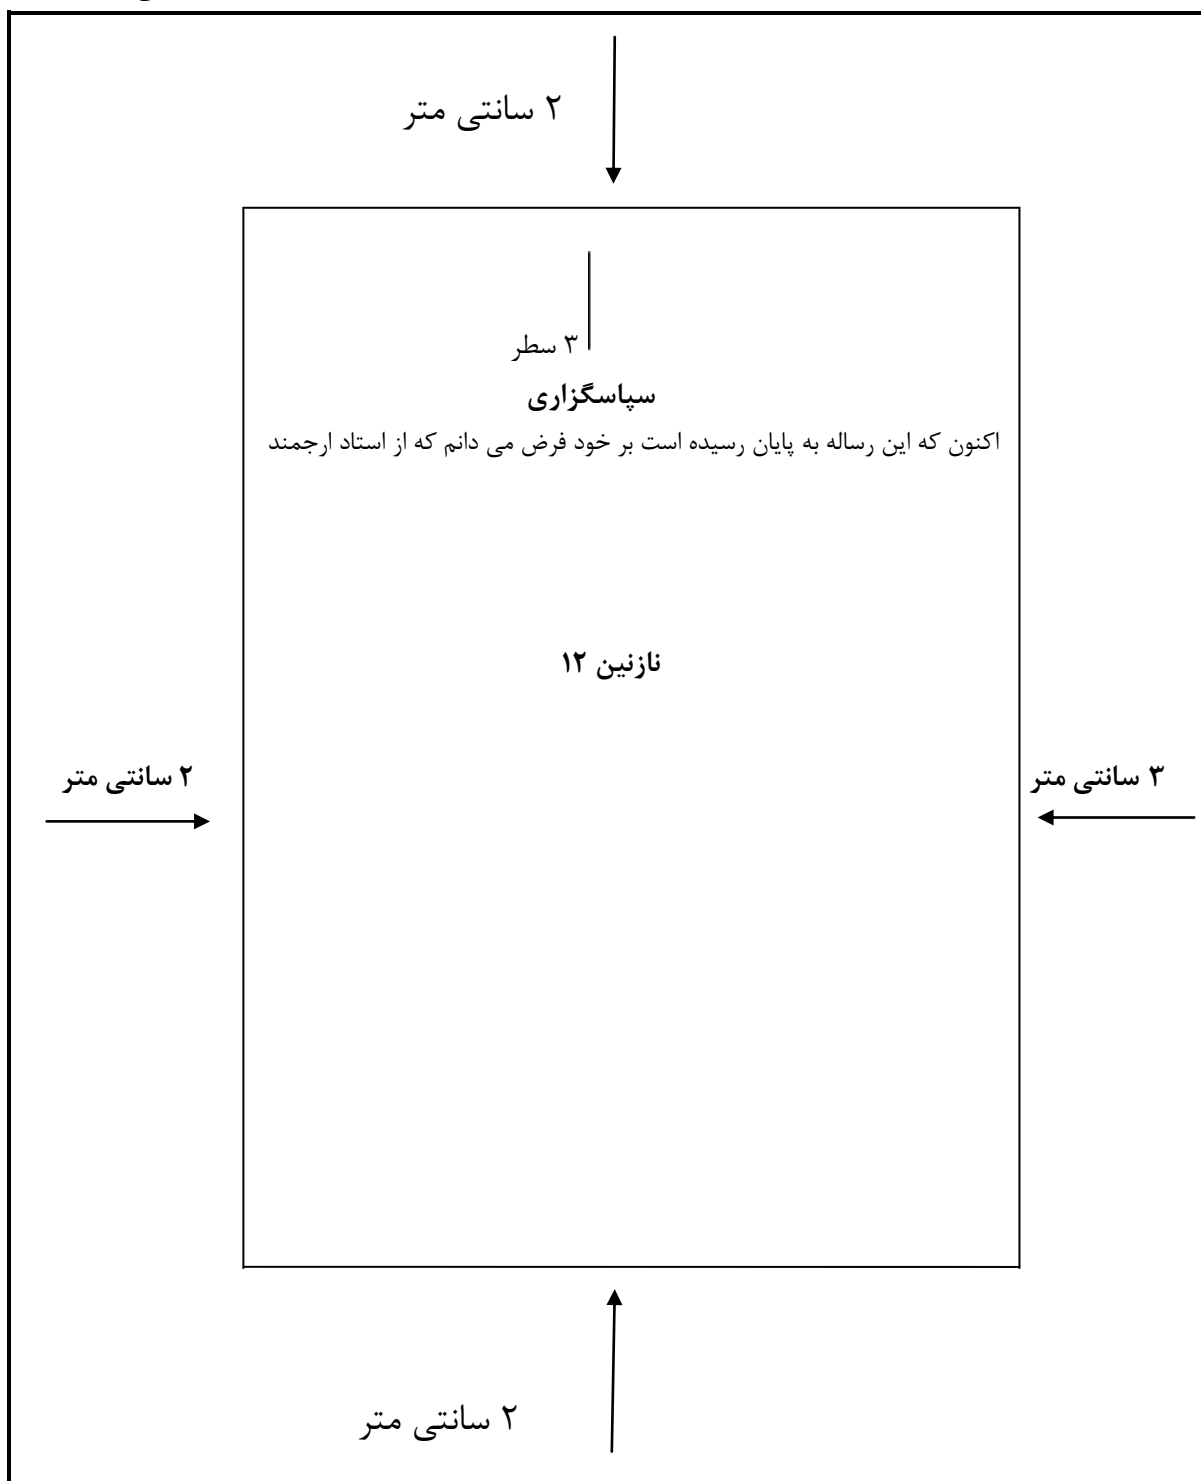 ۲ سانتی متر
۳ سطر
سپاسگزاری
اکنون که این رساله به پایان رسیده است بر خود فرض می دانم که از استاد ارجمند
نازنین ۱۲
۳ سانتی متر
۲ سانتی متر
۲ سانتی متر